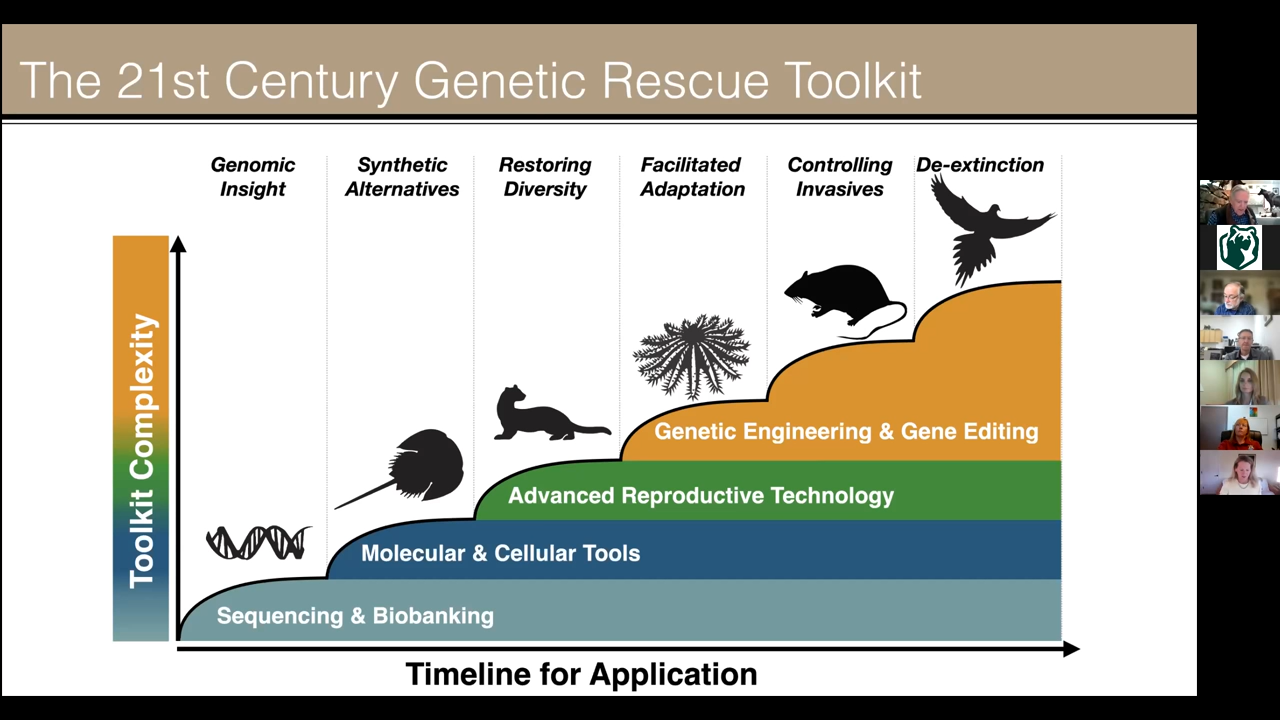 The 21st Century Genetic Rescue Toolkit
Genomic
Insight
Synthetic
Alternatives
Restoring
Diversity
Facilitated
Adaptation
Controlling
Invasives
De-extinction
Toolkit Complexity
Genetic Engineering & Gene Editing
Advanced Reproductive Technology
Molecular & Cellular Tools
Sequencing & Biobanking
Timeline for Application